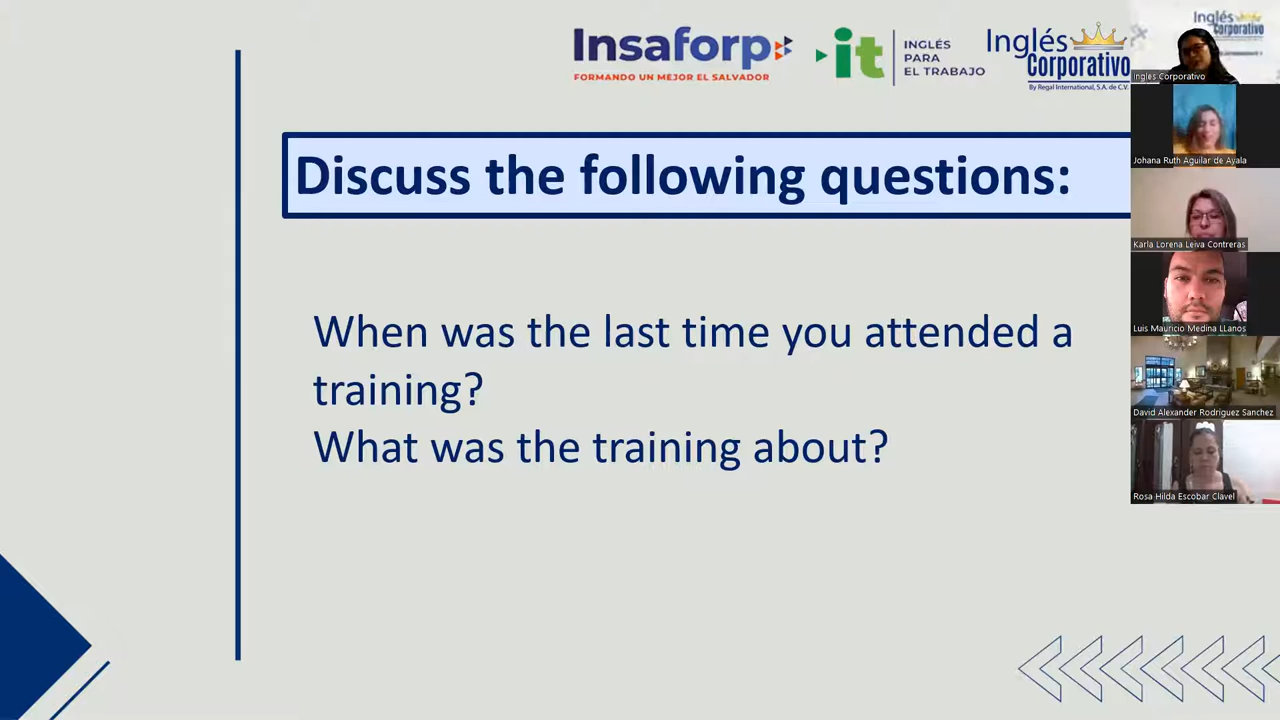 Insaforp
FORMANDO UN MEJOR EL SALVADOR
it
INGLÉS
PARA
EL TRABAJO
Inglés
Corporativo
By Regal International, S.A. de C.V.
Discuss the following questions:
When was the last time you attended a
training?
What was the training about?
Inglés
Corporativo
Ingles Corporativo
Johana Ruth Aguilar de Ayala
Karla Lorena Leiva Contreras
Luis Mauricio Medina LLanos
David Alexander Rodriguez Sanchez
Rosa Hilda Escobar Clavel